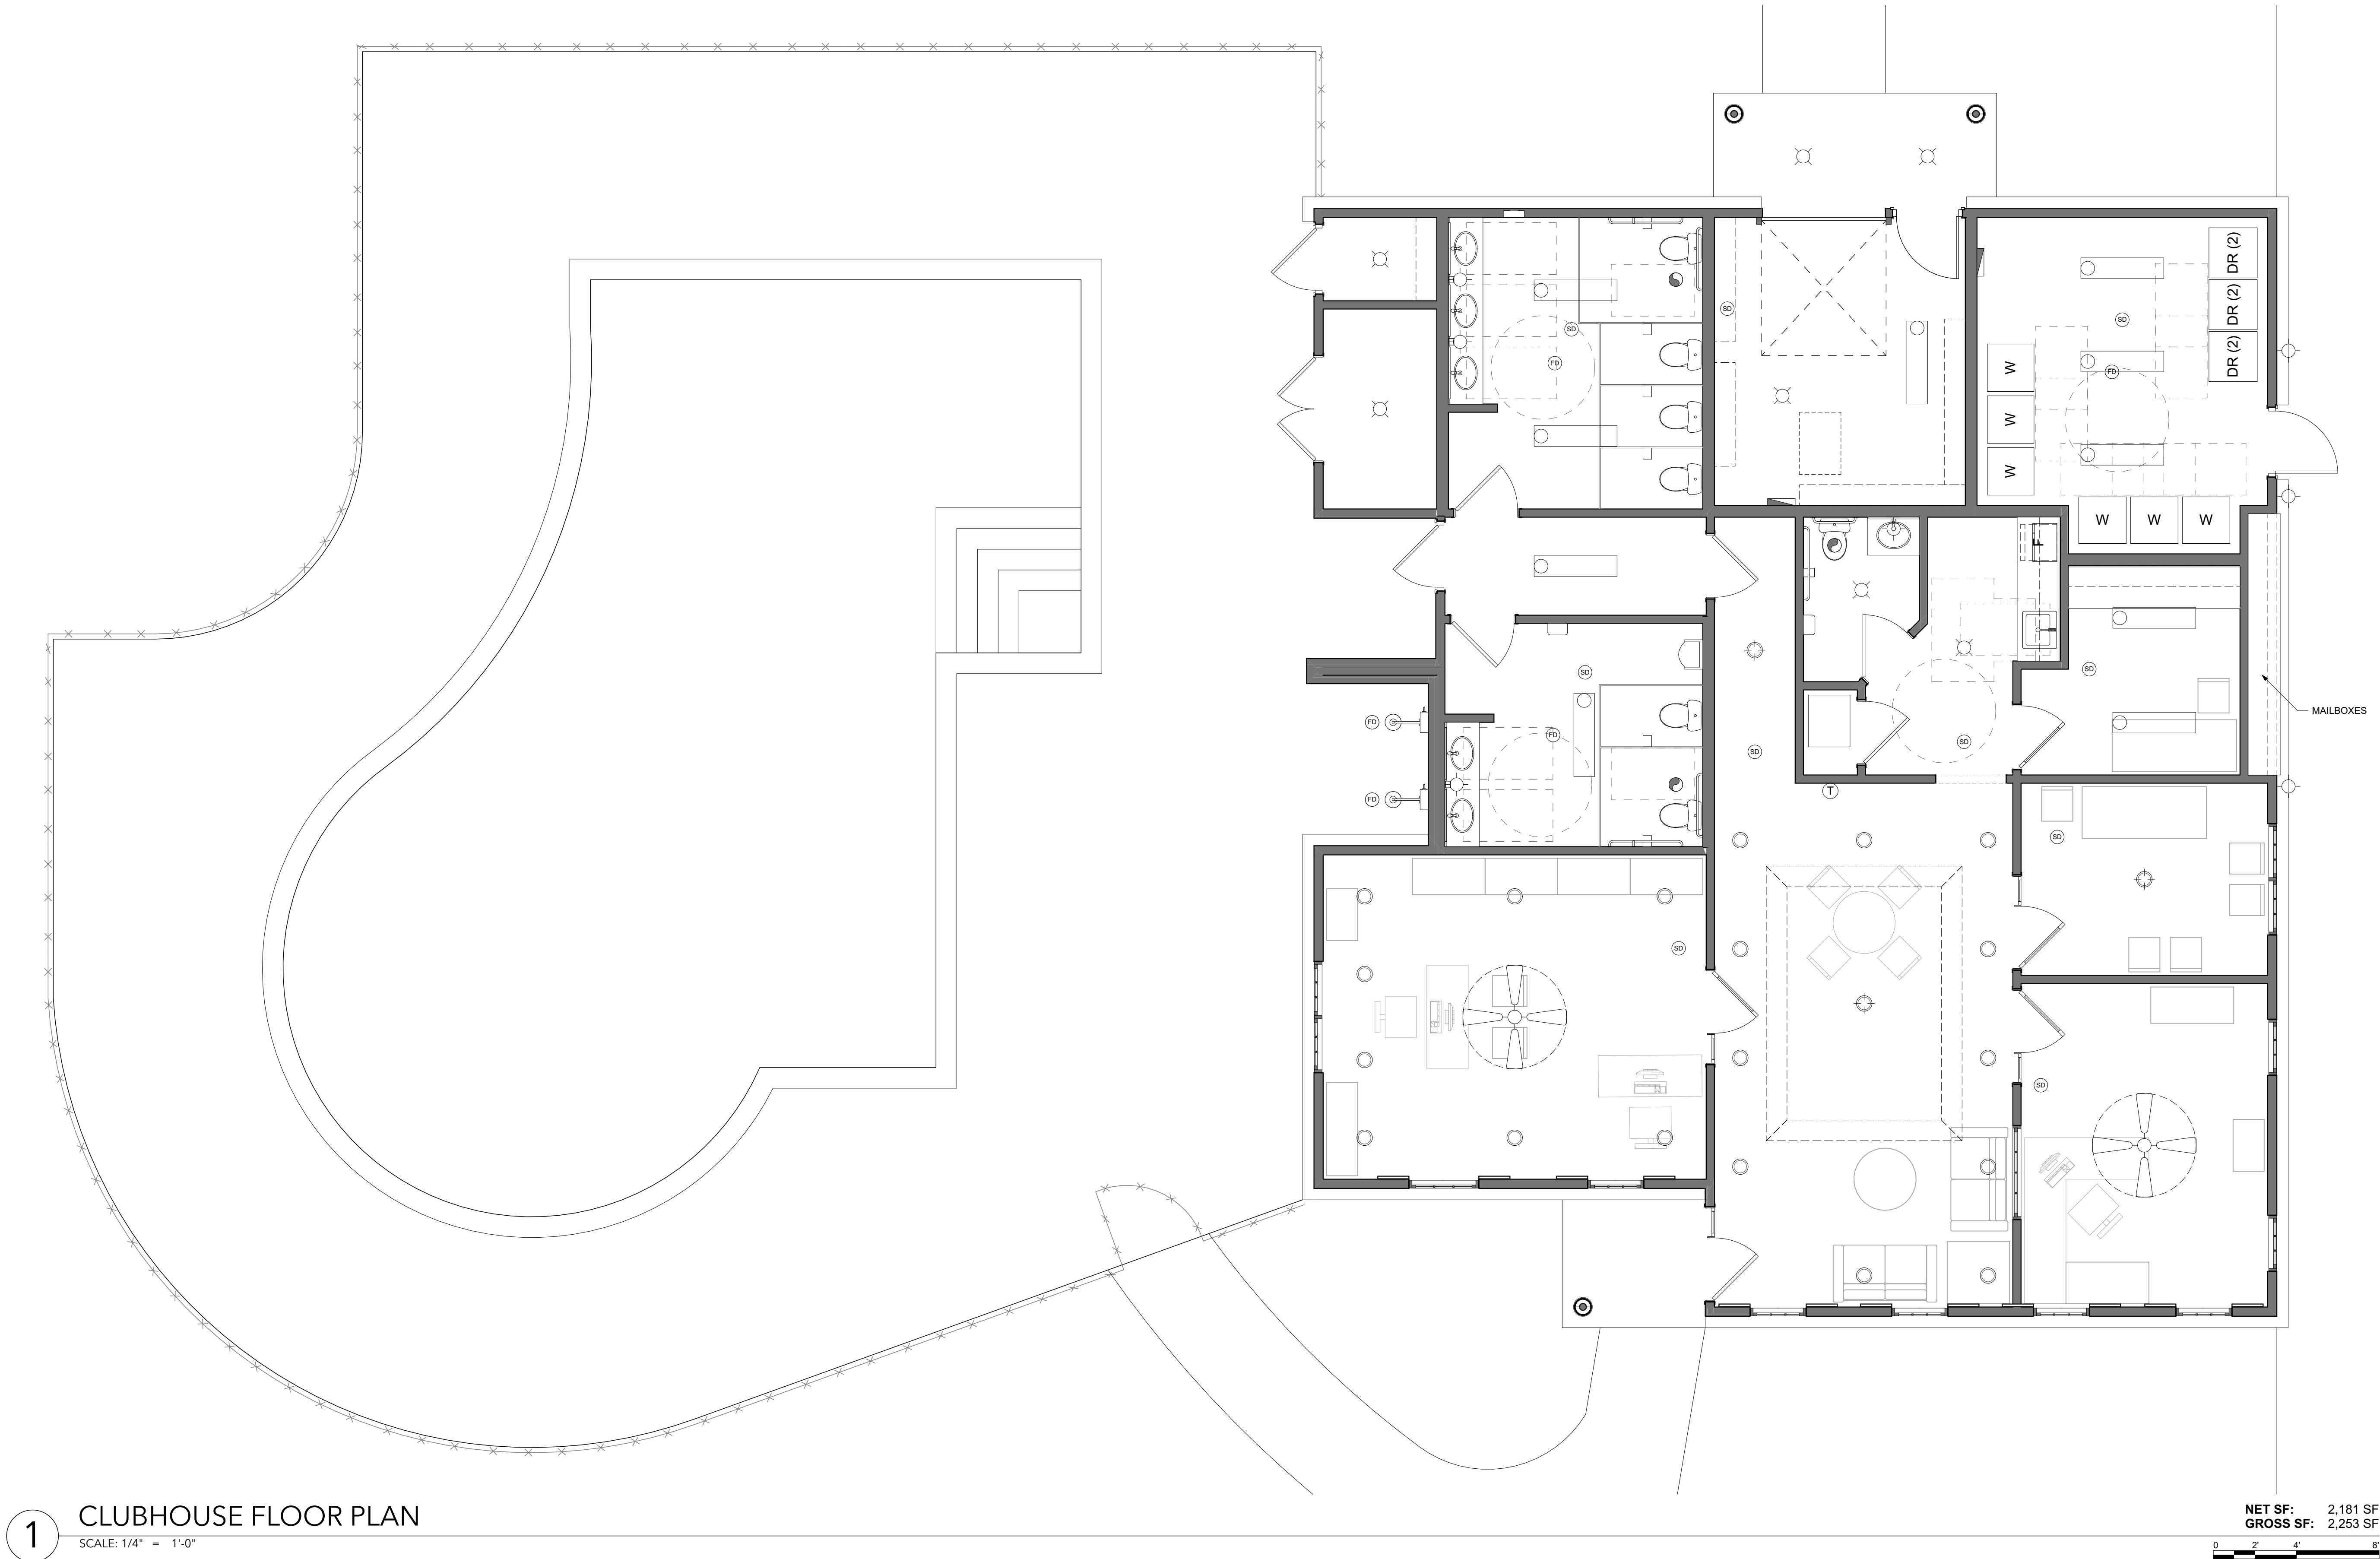 DR (2)
DR (2)
DR (2)
SD
SD
SD
FD
FD
W
W
W
W
W
W
F
SD
SD
MAILBOXES
FD
FD
SD
SD
FD
T
SD
SD
SD
1
CLUBHOUSE FLOOR PLAN
SCALE: 1/4" = 1'-0"
NET SF: 2,181 SF
GROSS SF: 2,253 SF
0 2' 4' 8'